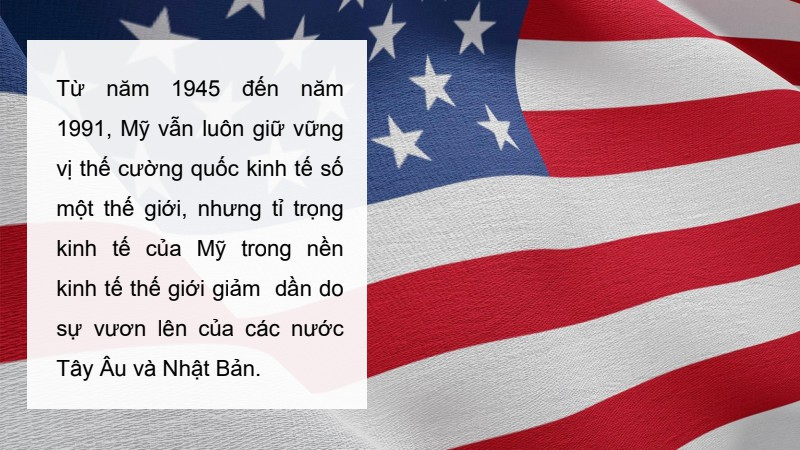 Từ năm 1945 đến năm
1991, Mỹ vẫn luôn giữ vững
vị thế cường quốc kinh tế số
một thế giới, nhưng tỉ trọng
kinh tế của Mỹ trong nền
kinh tế thế giới giảm  dần do
sự vươn lên của các nước
Tây Âu và Nhật Bản.